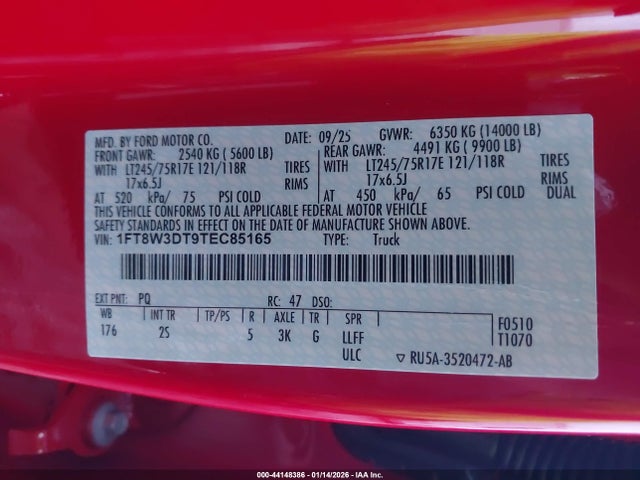 MFD. BY FORD MOTOR CO. DATE: 09/25 GVWR: 6350 KG (14000 LB)
FRONT GAWR: 2540 KG (5600 LB) REAR GAWR: 4491 KG (9900 LB)
WITH LT245/75R17E 121/118R TIRES WITH LT245/75R17E 121/118R TIRES
17x6.5J RIMS 17x6.5J RIMS
AT 520 kPa/ 75 PSI COLD AT 450 kPa/ 65 PSI COLD DUAL
THIS VEHICLE CONFORMS TO ALL APPLICABLE FEDERAL MOTOR VEHICLE
SAFETY STANDARDS IN EFFECT ON THE DATE OF MANUFACTURE SHOWN ABOVE.
VIN: 1FT8W3DT9TEC85165 TYPE: Truck
EXT PNT: PQ RC: 47 DSO:
WB INT TR TP/PS R AXLE TR SPR F0510
176 2S 5 3K G LLFF T1070
ULC RU5A-3520472-AB
000-44148386 - 01/14/2026 - IAA Inc.